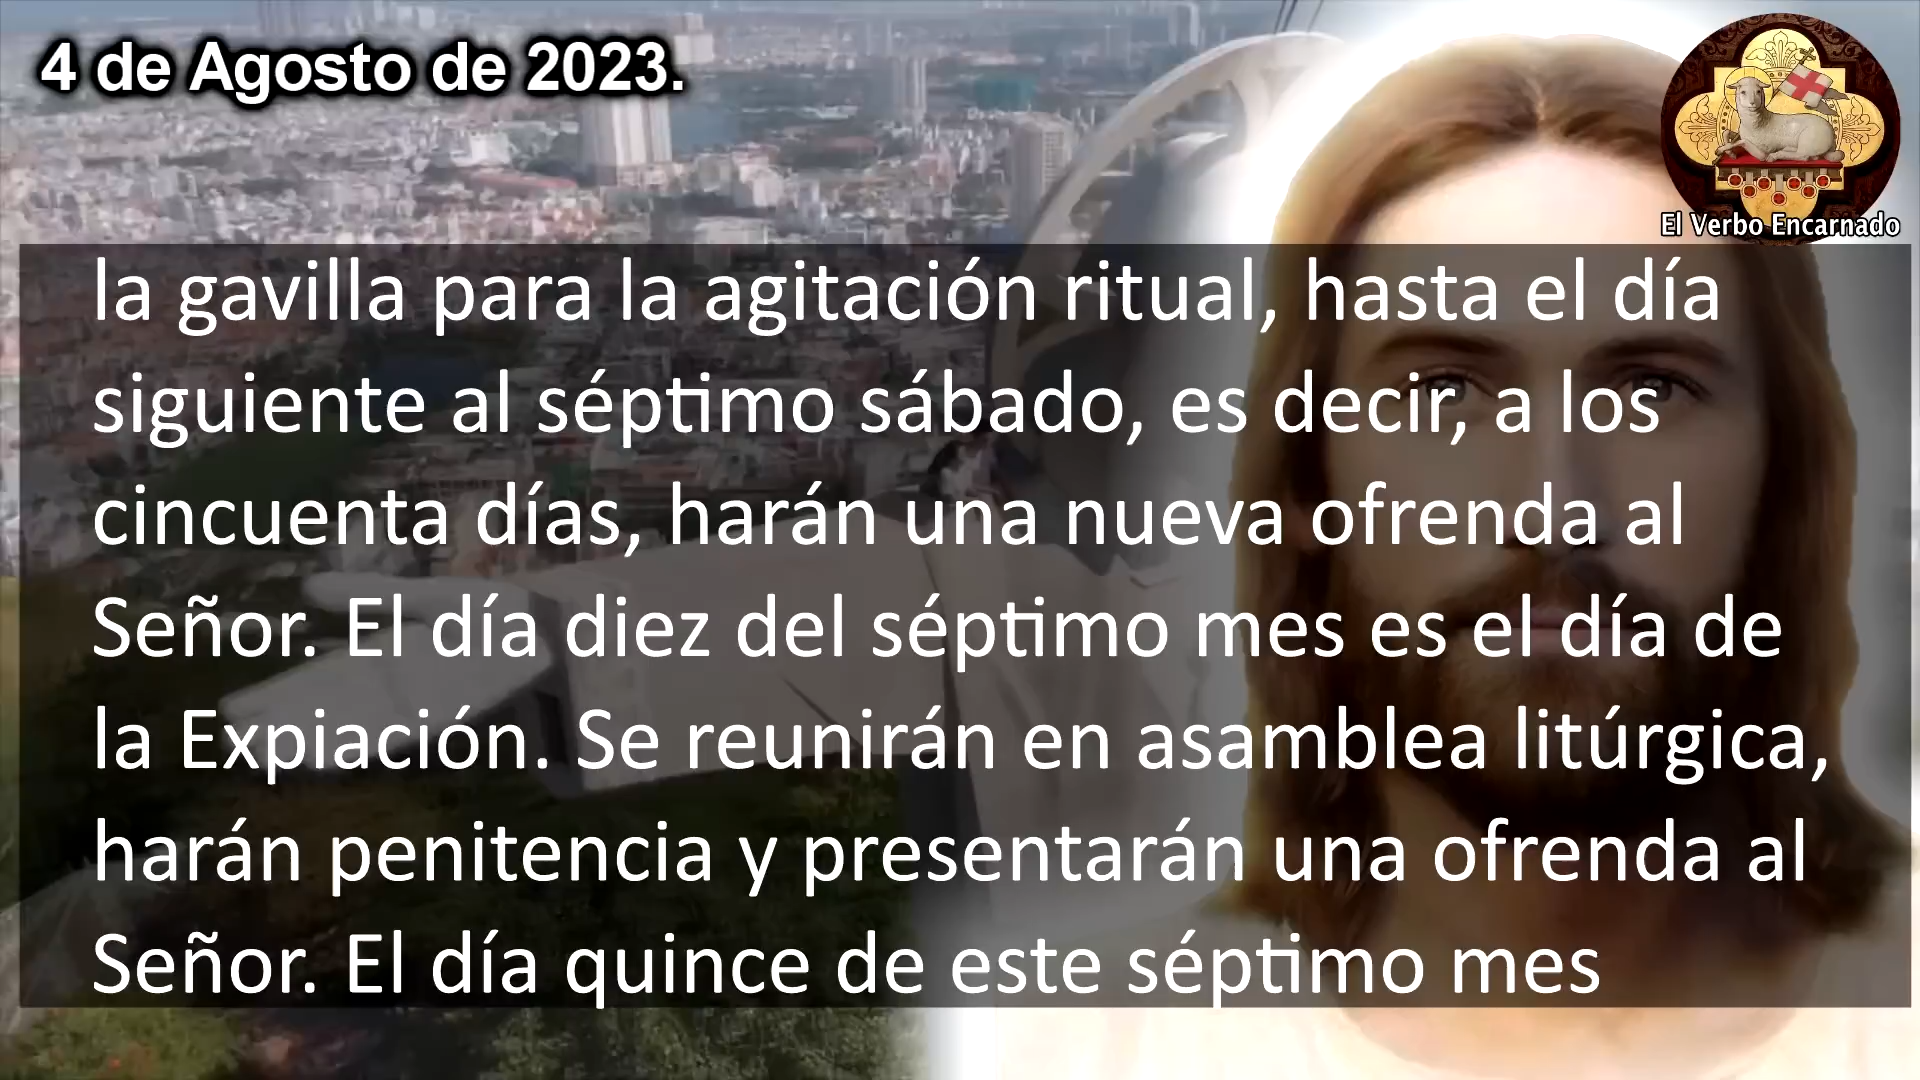 4 de Agosto de 2023.
El Verbo Encarnado
la gavilla para la agitación ritual, hasta el día
siguiente al séptimo sábado, es decir, a los
cincuenta días, harán una nueva ofrenda al
Señor. El día diez del séptimo mes es el día de
la Expiación. Se reunirán en asamblea litúrgica,
harán penitencia y presentarán una ofrenda al
Señor. El día quince de este séptimo mes